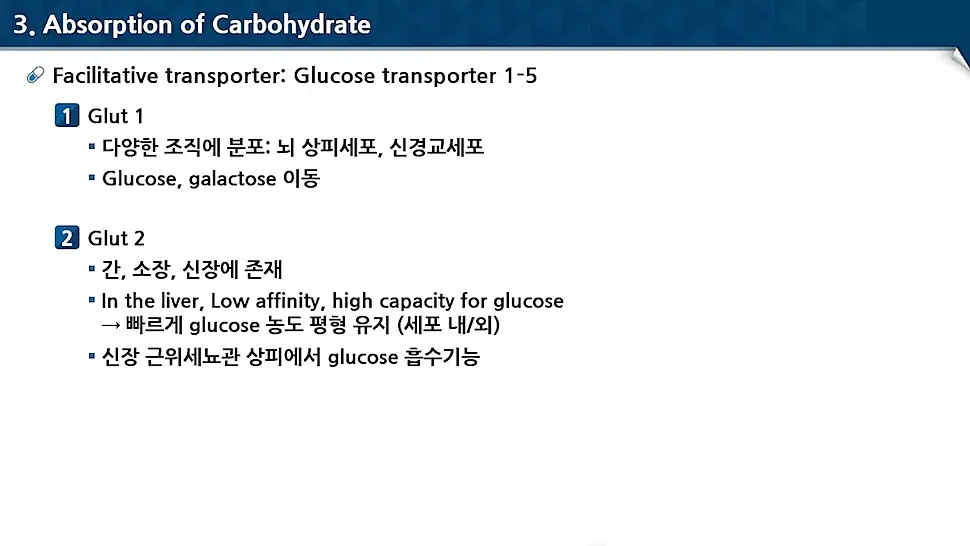 3. Absorption of Carbohydrate
Facilitative transporter: Glucose transporter 1-5
1 Glut 1
▪ 다양한 조직에 분포: 뇌 상피세포, 신경교세포
▪ Glucose, galactose 이동
2 Glut 2
▪ 간, 소장, 신장에 존재
▪ In the liver, Low affinity, high capacity for glucose
→ 빠르게 glucose 농도 평형 유지 (세포 내/외)
▪ 신장 근위세뇨관 상피에서 glucose 흡수기능